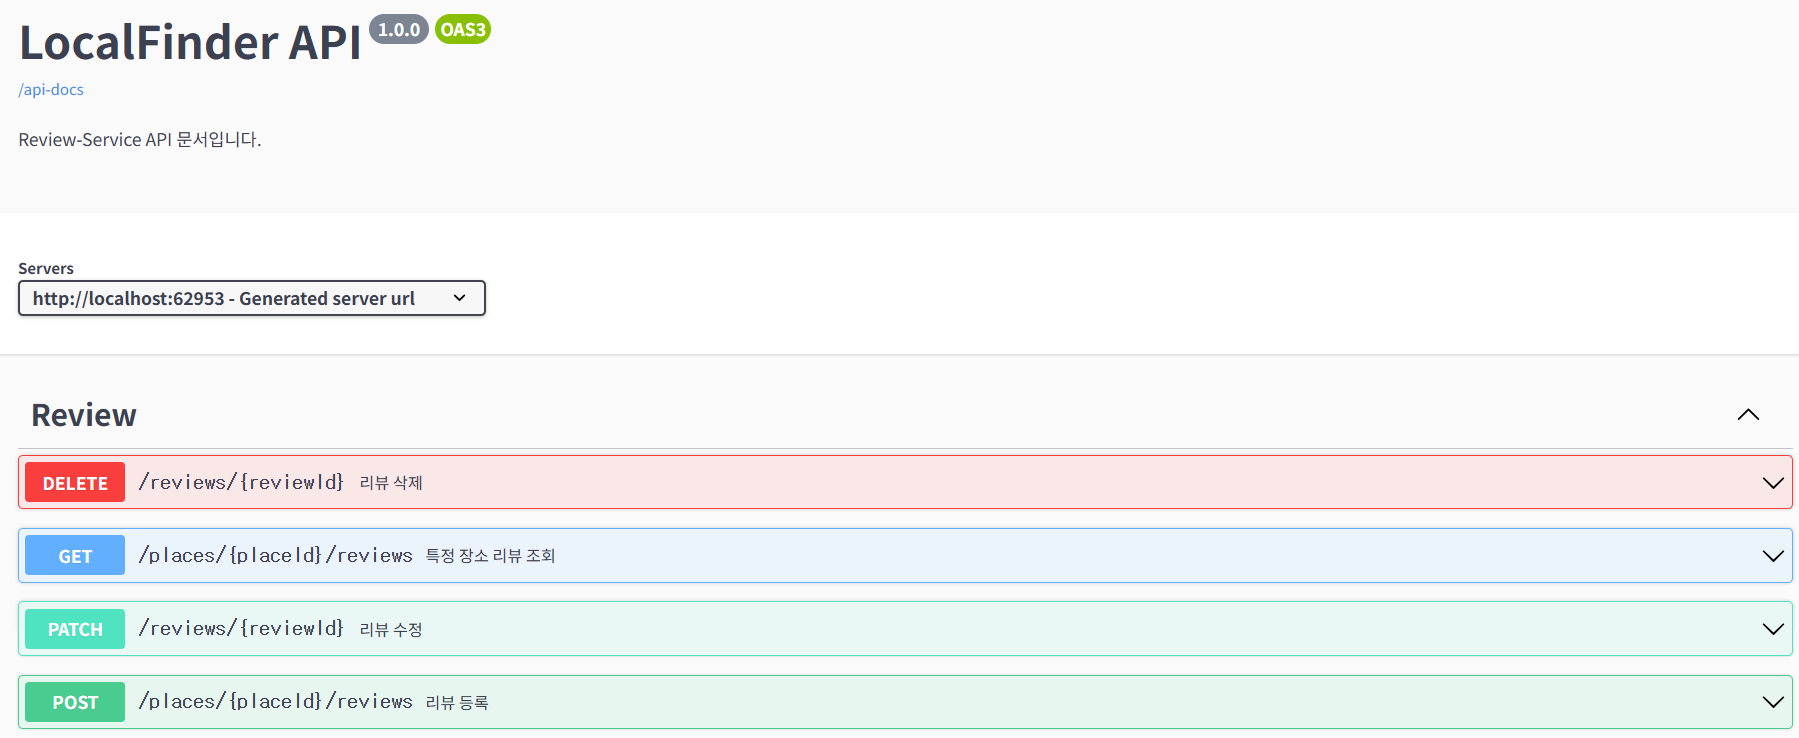 LocalFinder API 1.0.0 OAS3
/api-docs
Review-Service API 문서입니다.
Servers
http://localhost:62953 - Generated server url
Review
DELETE /reviews/{reviewId} 리뷰 삭제
GET /places/{placeId}/reviews 특정 장소 리뷰 조회
PATCH /reviews/{reviewId} 리뷰 수정
POST /places/{placeId}/reviews 리뷰 등록